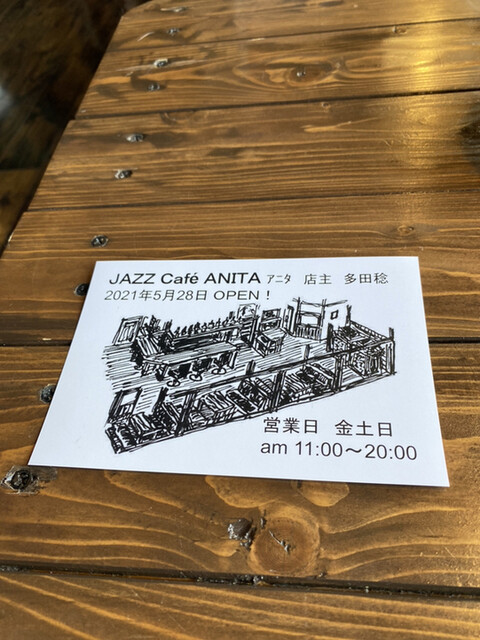 JAZZ Café ANITA ｱﾆﾀ 店主 多田稔
2021年5月28日 OPEN！
営業日 金土日
am 11:00～20:00